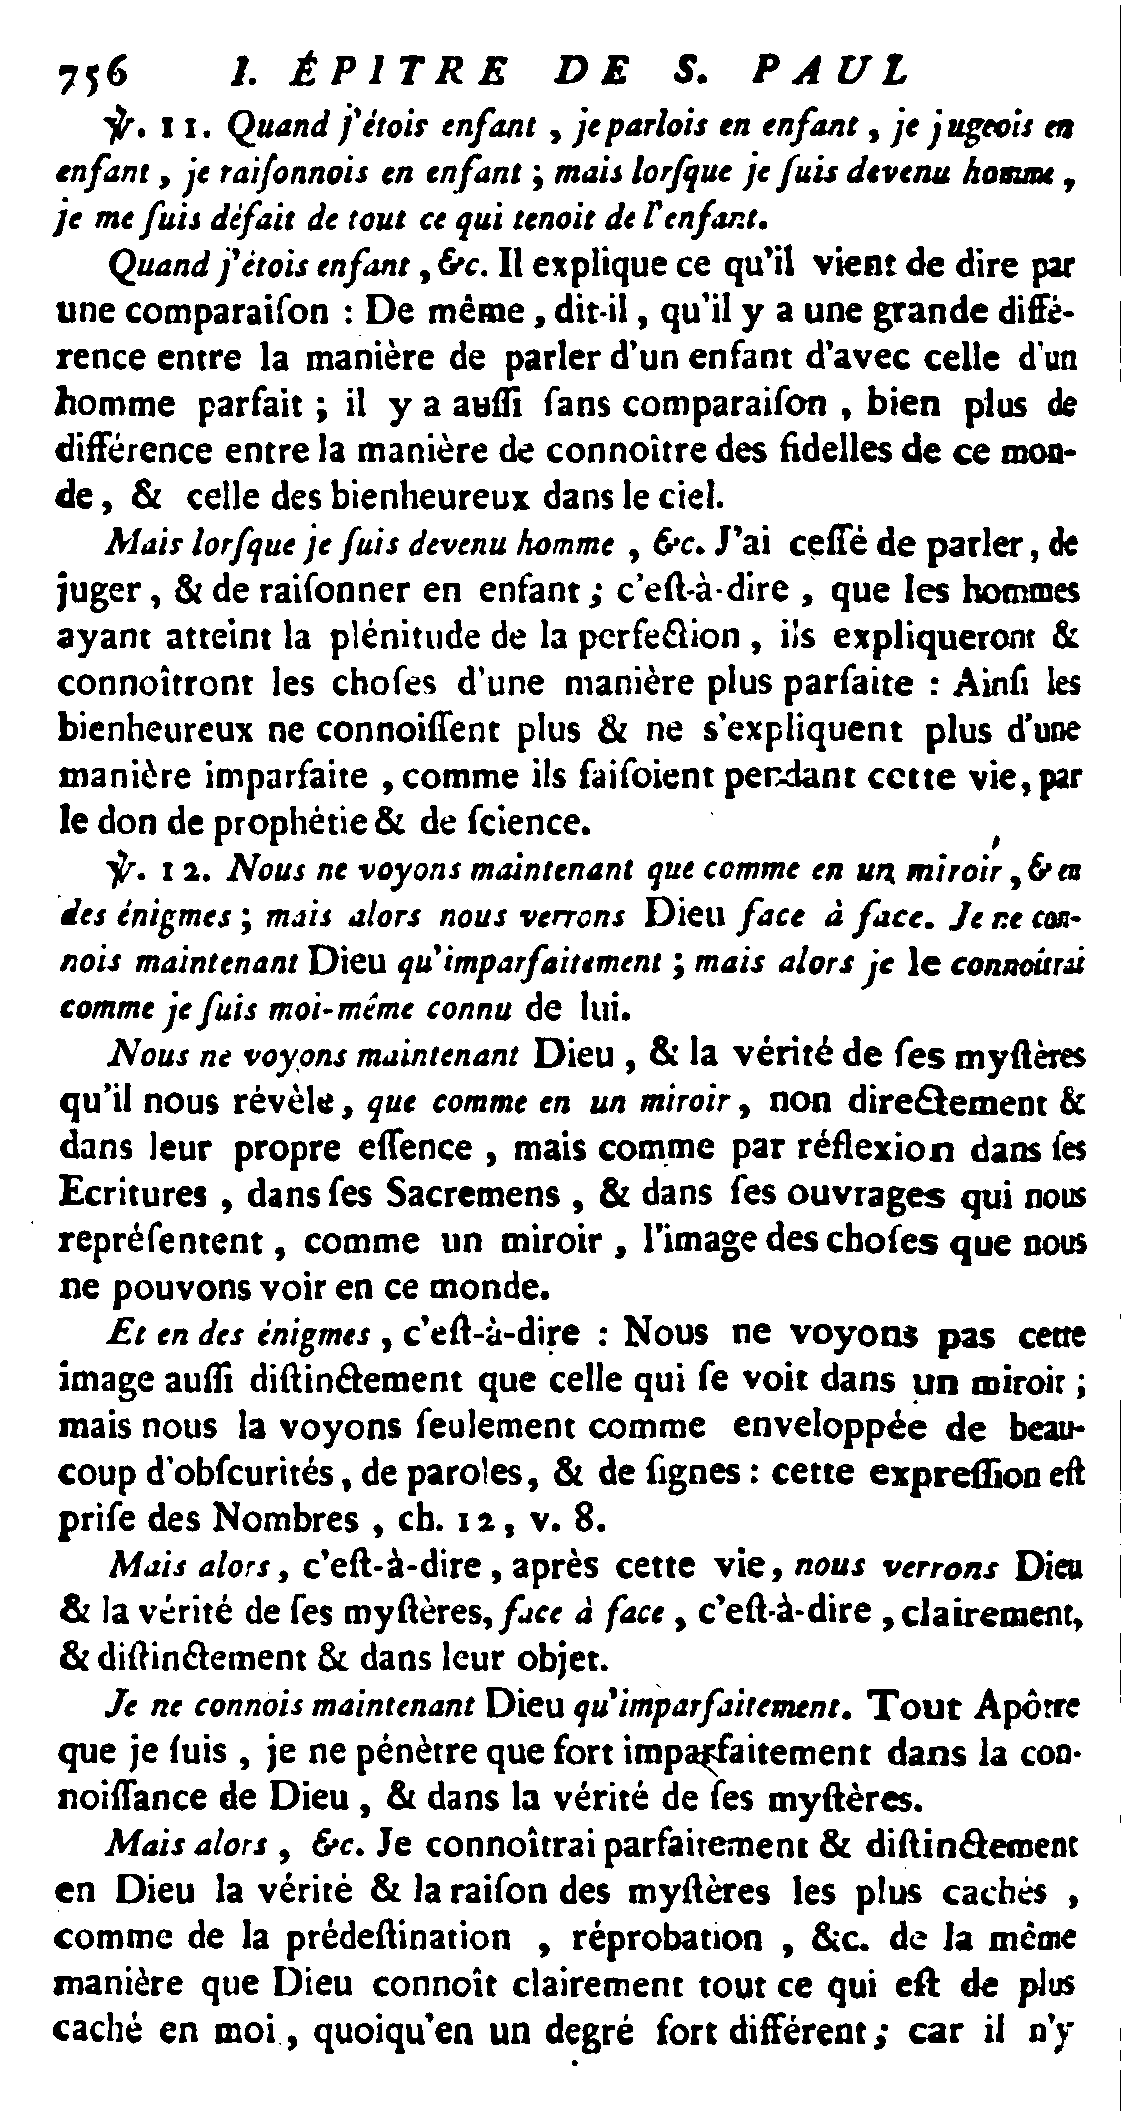 756 I. ÉPITRE DE S. PAUL
℣. 11. Quand j'étois enfant, je parlois en enfant, je jugeois en
enfant, je raiſonnois en enfant; mais lorſque je ſuis devenu homme,
je me ſuis défait de tout ce qui tenoit de l'enfant.
Quand j'étois enfant, &c. Il explique ce qu'il vient de dire par
une comparaiſon : De même, dit-il, qu'il y a une grande diffé-
rence entre la manière de parler d'un enfant d'avec celle d'un
homme parfait; il y a auſſi ſans comparaiſon, bien plus de
différence entre la manière de connoître des fidelles de ce mon-
de, & celle des bienheureux dans le ciel.
Mais lorſque je ſuis devenu homme, &c. J'ai ceſſé de parler, de
juger, & de raiſonner en enfant; c'eſt-à-dire, que les hommes
ayant atteint la plénitude de la perfection, ils expliqueront &
connoîtront les choſes d'une manière plus parfaite : Ainſi les
bienheureux ne connoiſſent plus & ne s'expliquent plus d'une
manière imparfaite, comme ils faiſoient pendant cette vie, par
le don de prophétie & de ſcience.
℣. 12. Nous ne voyons maintenant que comme en un miroir, & en
des énigmes; mais alors nous verrons Dieu face à face. Je ne con-
nois maintenant Dieu qu'imparfaitement; mais alors je le connoîtrai
comme je ſuis moi-même connu de lui.
Nous ne voyons maintenant Dieu, & la vérité de ſes myſtères
qu'il nous révèle, que comme en un miroir, non directement &
dans leur propre eſſence, mais comme par réflexion dans ſes
Ecritures, dans ſes Sacremens, & dans ſes ouvrages qui nous
repréſentent, comme un miroir, l'image des choſes que nous
ne pouvons voir en ce monde.
Et en des énigmes, c'eſt-à-dire : Nous ne voyons pas cette
image auſſi diſtinctement que celle qui ſe voit dans un miroir;
mais nous la voyons ſeulement comme enveloppée de beau-
coup d'obſcurités, de paroles, & de ſignes : cette expreſſion eſt
priſe des Nombres, ch. 12, v. 8.
Mais alors, c'eſt-à-dire, après cette vie, nous verrons Dieu
& la vérité de ſes myſtères, face à face, c'eſt-à-dire, clairement,
& diſtinctement & dans leur objet.
Je ne connois maintenant Dieu qu'imparfaitement. Tout Apôtre
que je ſuis, je ne pénètre que fort imparfaitement dans la con-
noiſſance de Dieu, & dans la vérité de ſes myſtères.
Mais alors, &c. Je connoîtrai parfaitement & diſtinctement
en Dieu la vérité & la raiſon des myſtères les plus cachés,
comme de la prédeſtination, réprobation, &c. de la même
manière que Dieu connoît clairement tout ce qui eſt de plus
caché en moi, quoiqu'en un degré fort différent; car il n'y